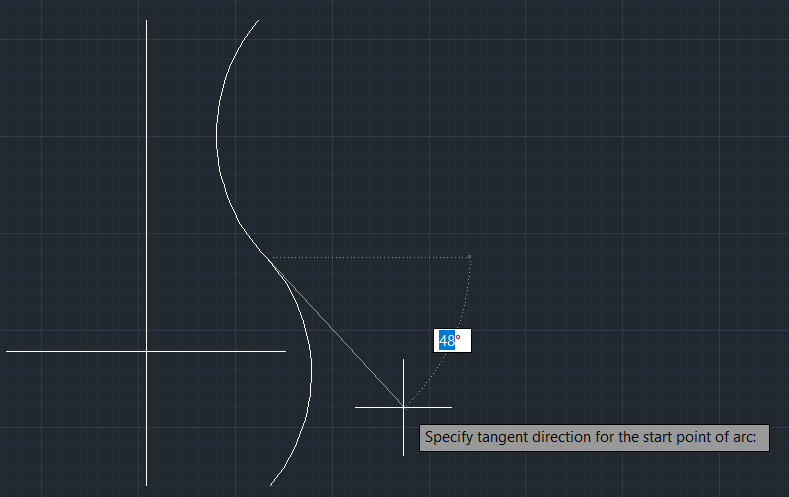 48°
Specify tangent direction for the start point of arc: